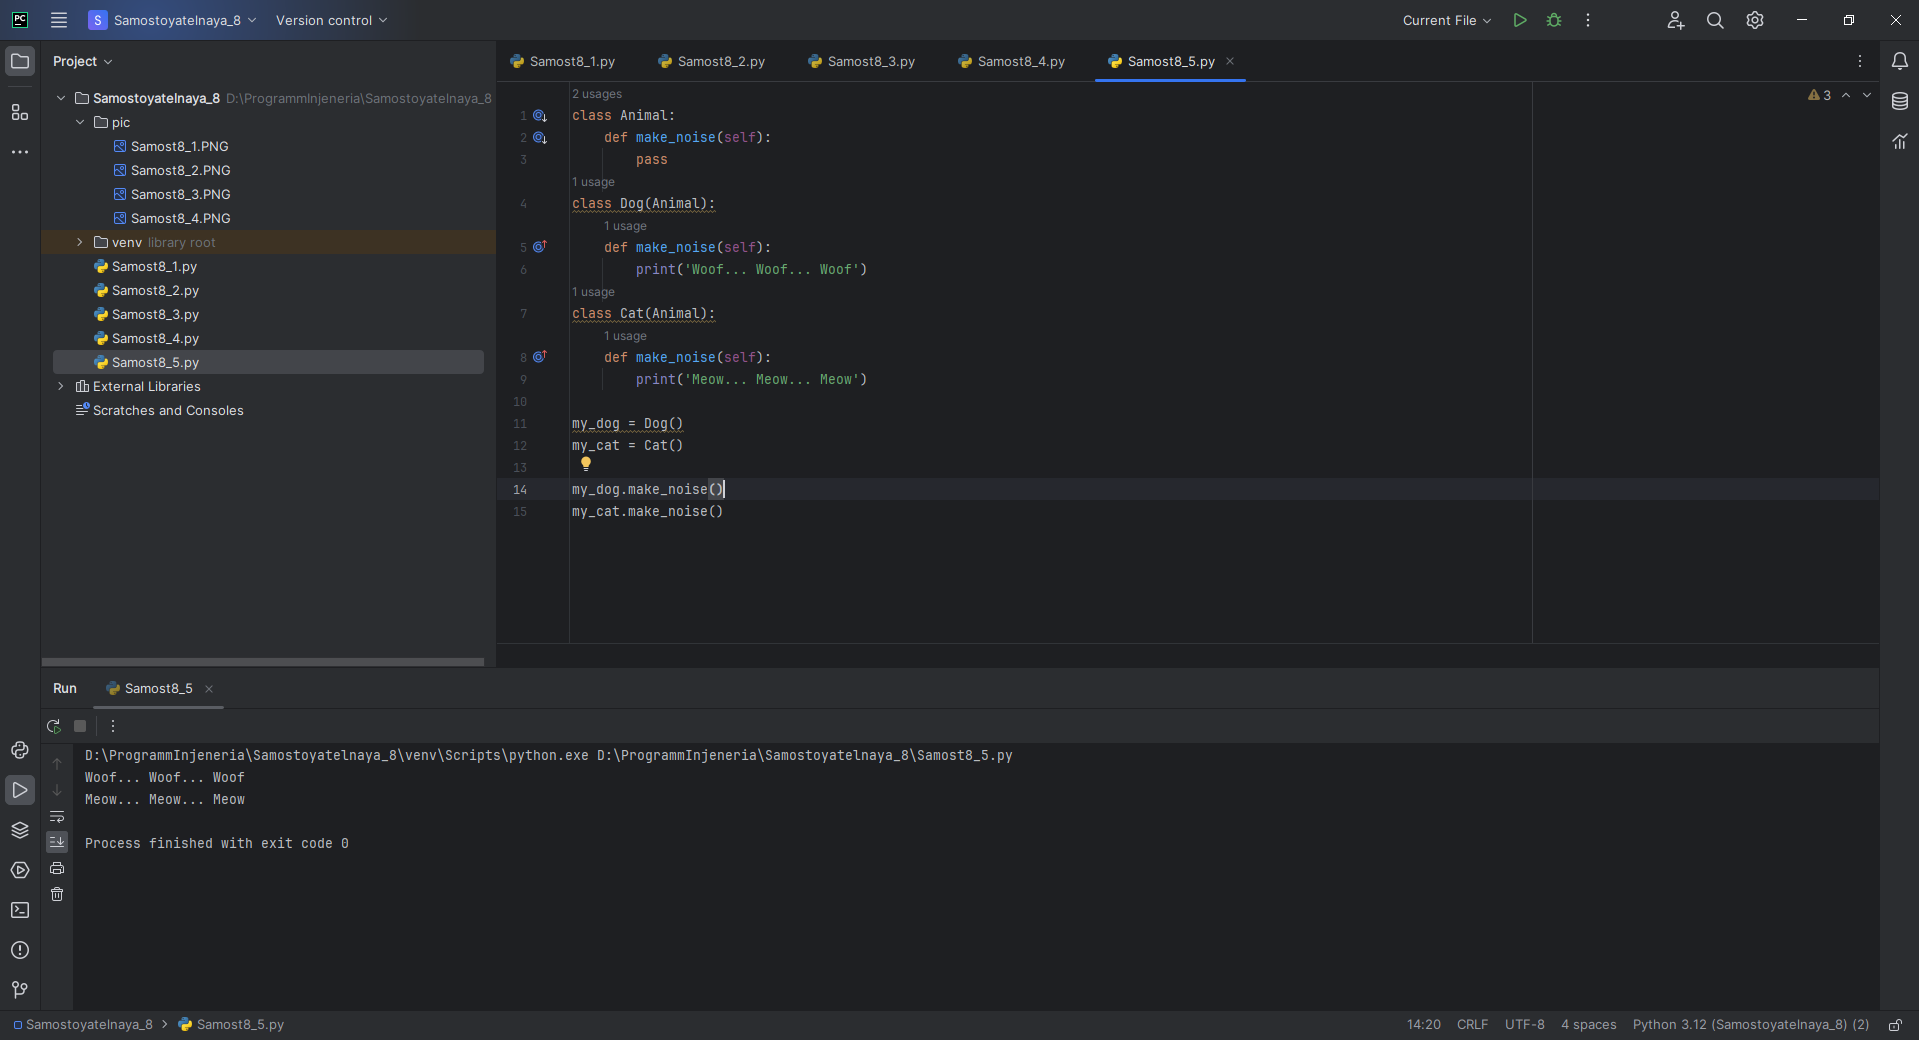 PC
S Samostoyatelnaya_8 Version control Current File
Project
Samostoyatelnaya_8 D:\ProgrammInjeneria\Samostoyatelnaya_8
pic
Samost8_1.PNG
Samost8_2.PNG
Samost8_3.PNG
Samost8_4.PNG
venv library root
Samost8_1.py
Samost8_2.py
Samost8_3.py
Samost8_4.py
Samost8_5.py
External Libraries
Scratches and Consoles
Samost8_1.py Samost8_2.py Samost8_3.py Samost8_4.py Samost8_5.py
2 usages
3
1 class Animal:
2 def make_noise(self):
3 pass
1 usage
4 class Dog(Animal):
1 usage
5 def make_noise(self):
6 print('Woof... Woof... Woof')
1 usage
7 class Cat(Animal):
1 usage
8 def make_noise(self):
9 print('Meow... Meow... Meow')
10
11 my_dog = Dog()
12 my_cat = Cat()
13
14 my_dog.make_noise()
15 my_cat.make_noise()
Run Samost8_5
D:\ProgrammInjeneria\Samostoyatelnaya_8\venv\Scripts\python.exe D:\ProgrammInjeneria\Samostoyatelnaya_8\Samost8_5.py
Woof... Woof... Woof
Meow... Meow... Meow
Process finished with exit code 0
Samostoyatelnaya_8 Samost8_5.py 14:20 CRLF UTF-8 4 spaces Python 3.12 (Samostoyatelnaya_8) (2)